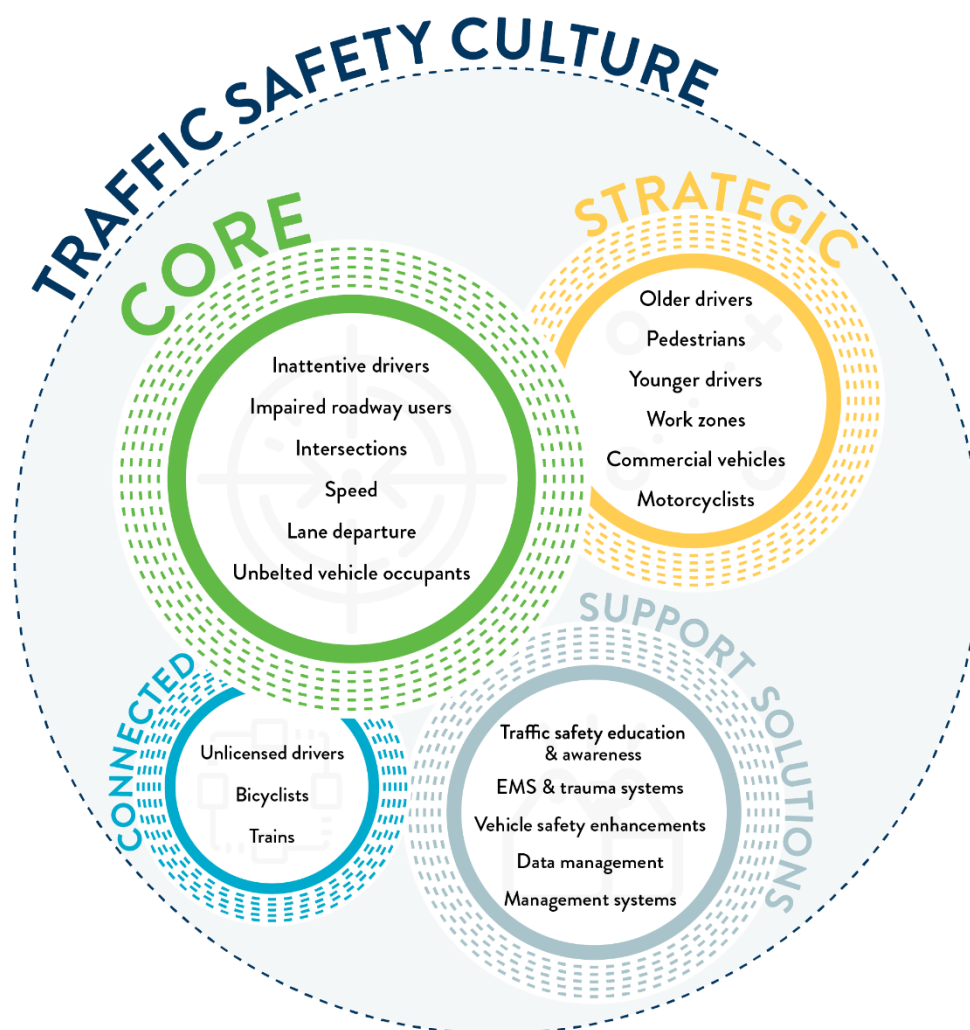 TRAFFIC SAFETY CULTURE
CORE
Inattentive drivers
Impaired roadway users
Intersections
Speed
Lane departure
Unbelted vehicle occupants
STRATEGIC
Older drivers
Pedestrians
Younger drivers
Work zones
Commercial vehicles
Motorcyclists
CONNECTED
Unlicensed drivers
Bicyclists
Trains
SUPPORT SOLUTIONS
Traffic safety education
& awareness
EMS & trauma systems
Vehicle safety enhancements
Data management
Management systems